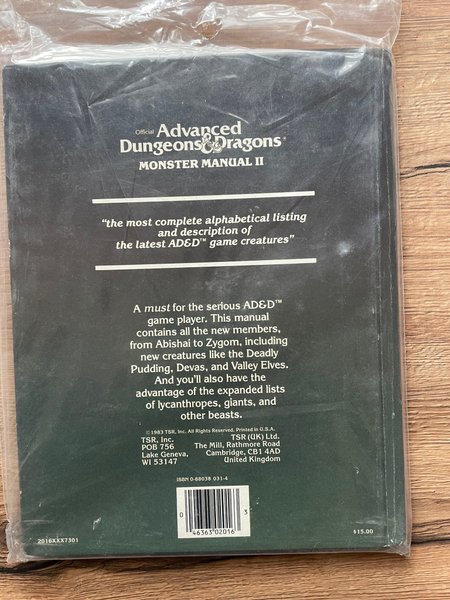 Official Advanced
Dungeons & Dragons®
MONSTER MANUAL II
"the most complete alphabetical listing
and description of
the latest AD&D™ game creatures"
A must for the serious AD&D™
game player. This manual
contains all the new members,
from Abishai to Zygom, including
new creatures like the Deadly
Pudding, Devas, and Valley Elves.
And you'll also have the
advantage of the expanded lists
of lycanthropes, giants, and
other beasts.
© 1983 TSR, Inc. All Rights Reserved. Printed in U.S.A.
TSR, Inc.
POB 756
Lake Geneva,
WI 53147
TSR (UK) Ltd.
The Mill, Rathmore Road
Cambridge, CB1 4AD
United Kingdom
ISBN 0-88038 031-4
0 46363 02016 3
2016XXX7301
$15.00